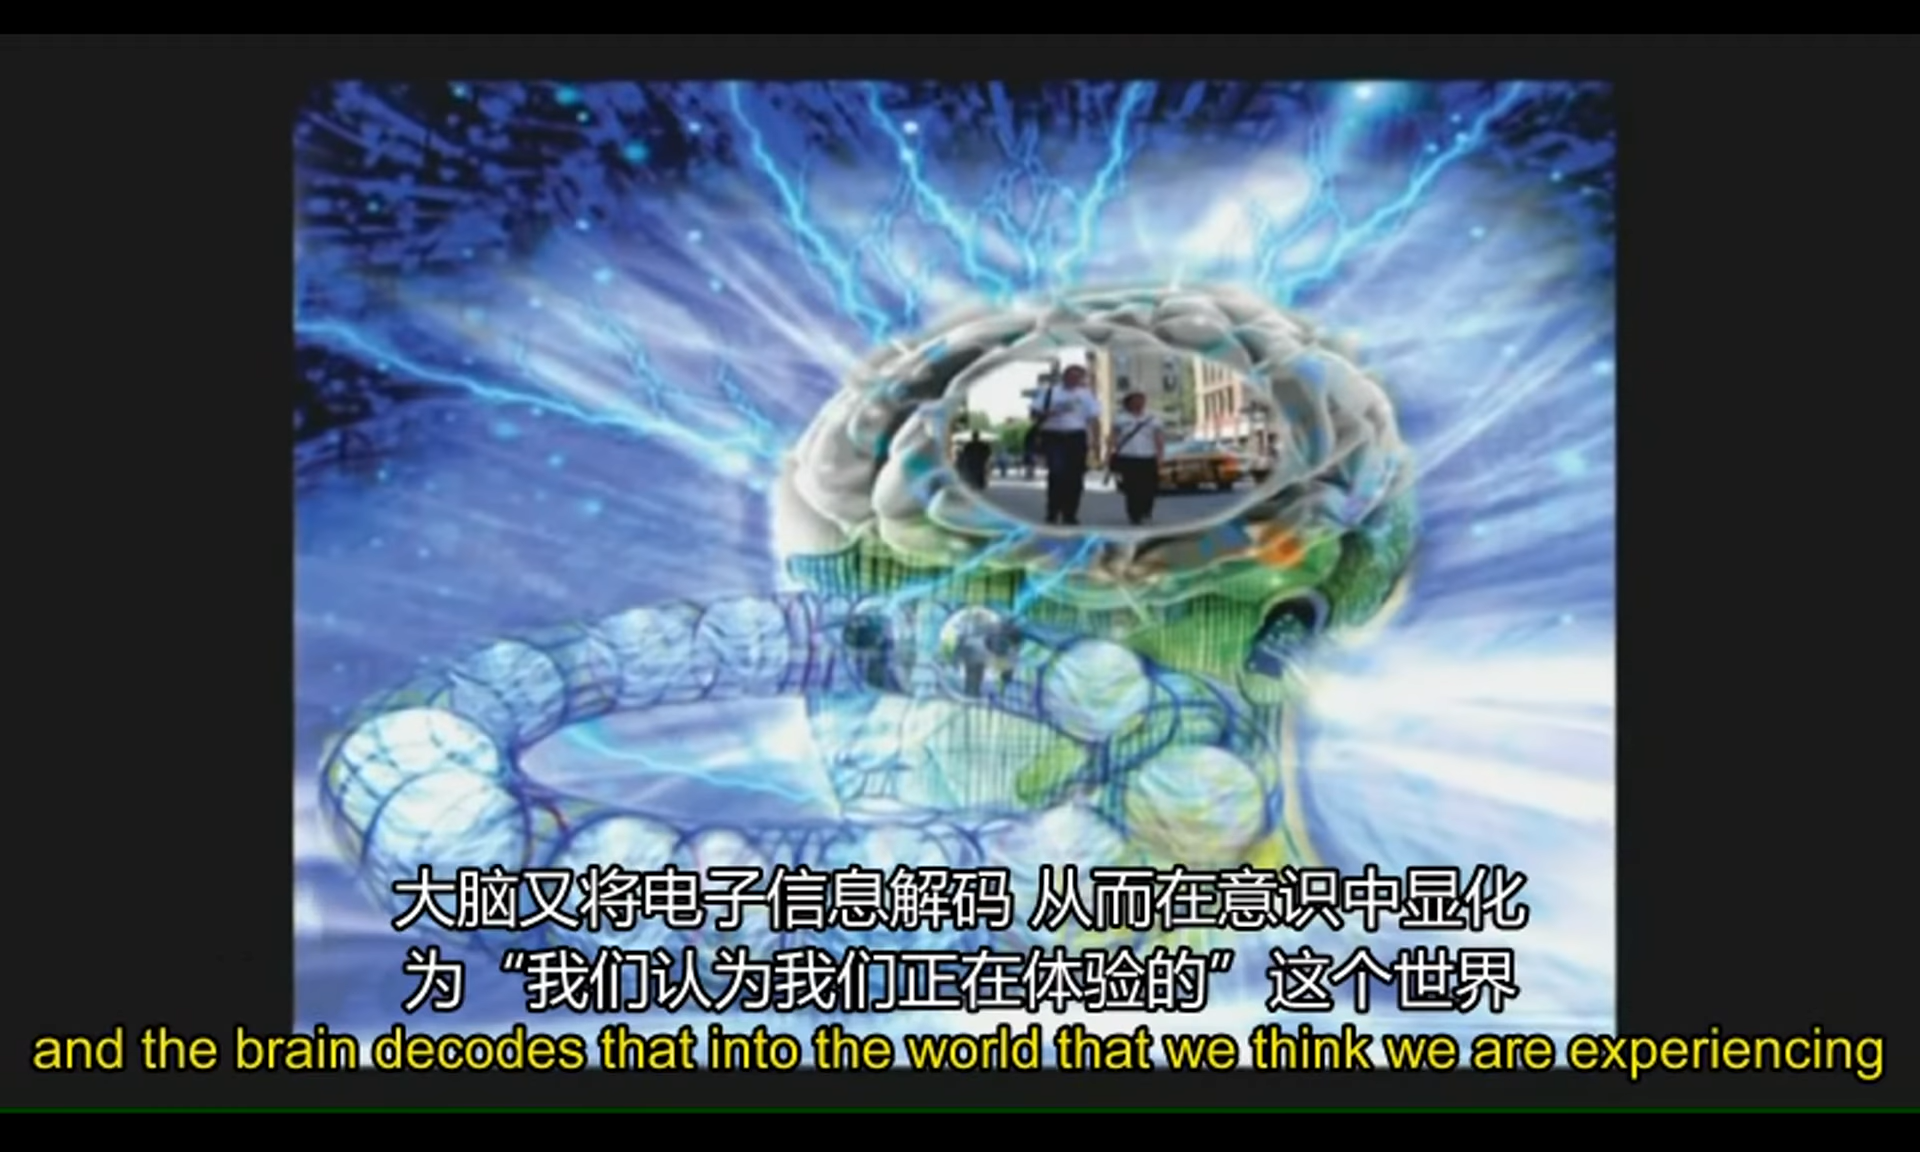 大脑又将电子信息解码 从而在意识中显化
为“我们认为我们正在体验的”这个世界
and the brain decodes that into the world that we think we are experiencing